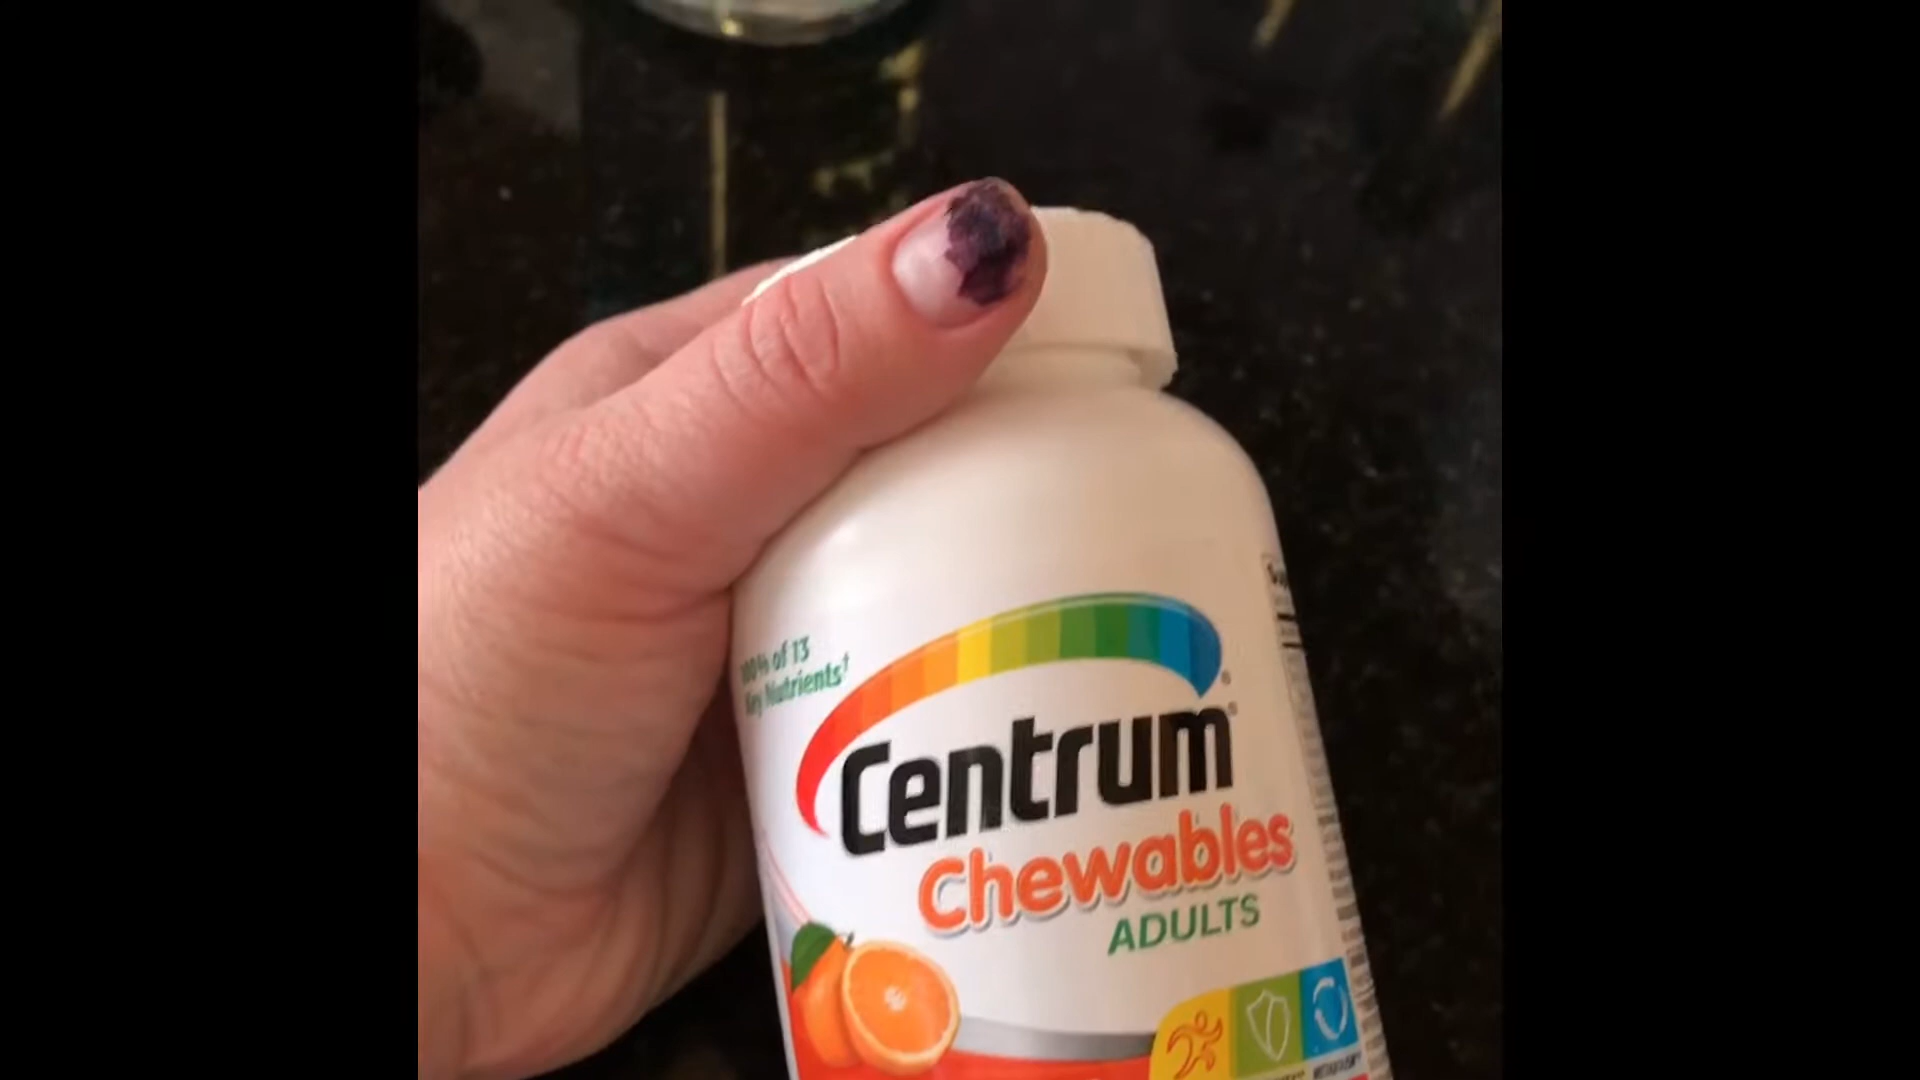 100% of 13
Key Nutrients†
Centrum®
Chewables
ADULTS